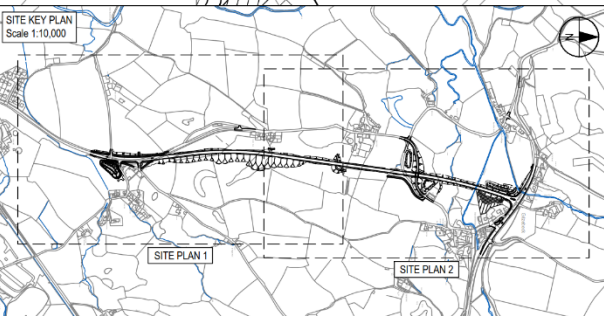 SITE KEY PLAN
Scale 1:10,000
N
SITE PLAN 1
SITE PLAN 2